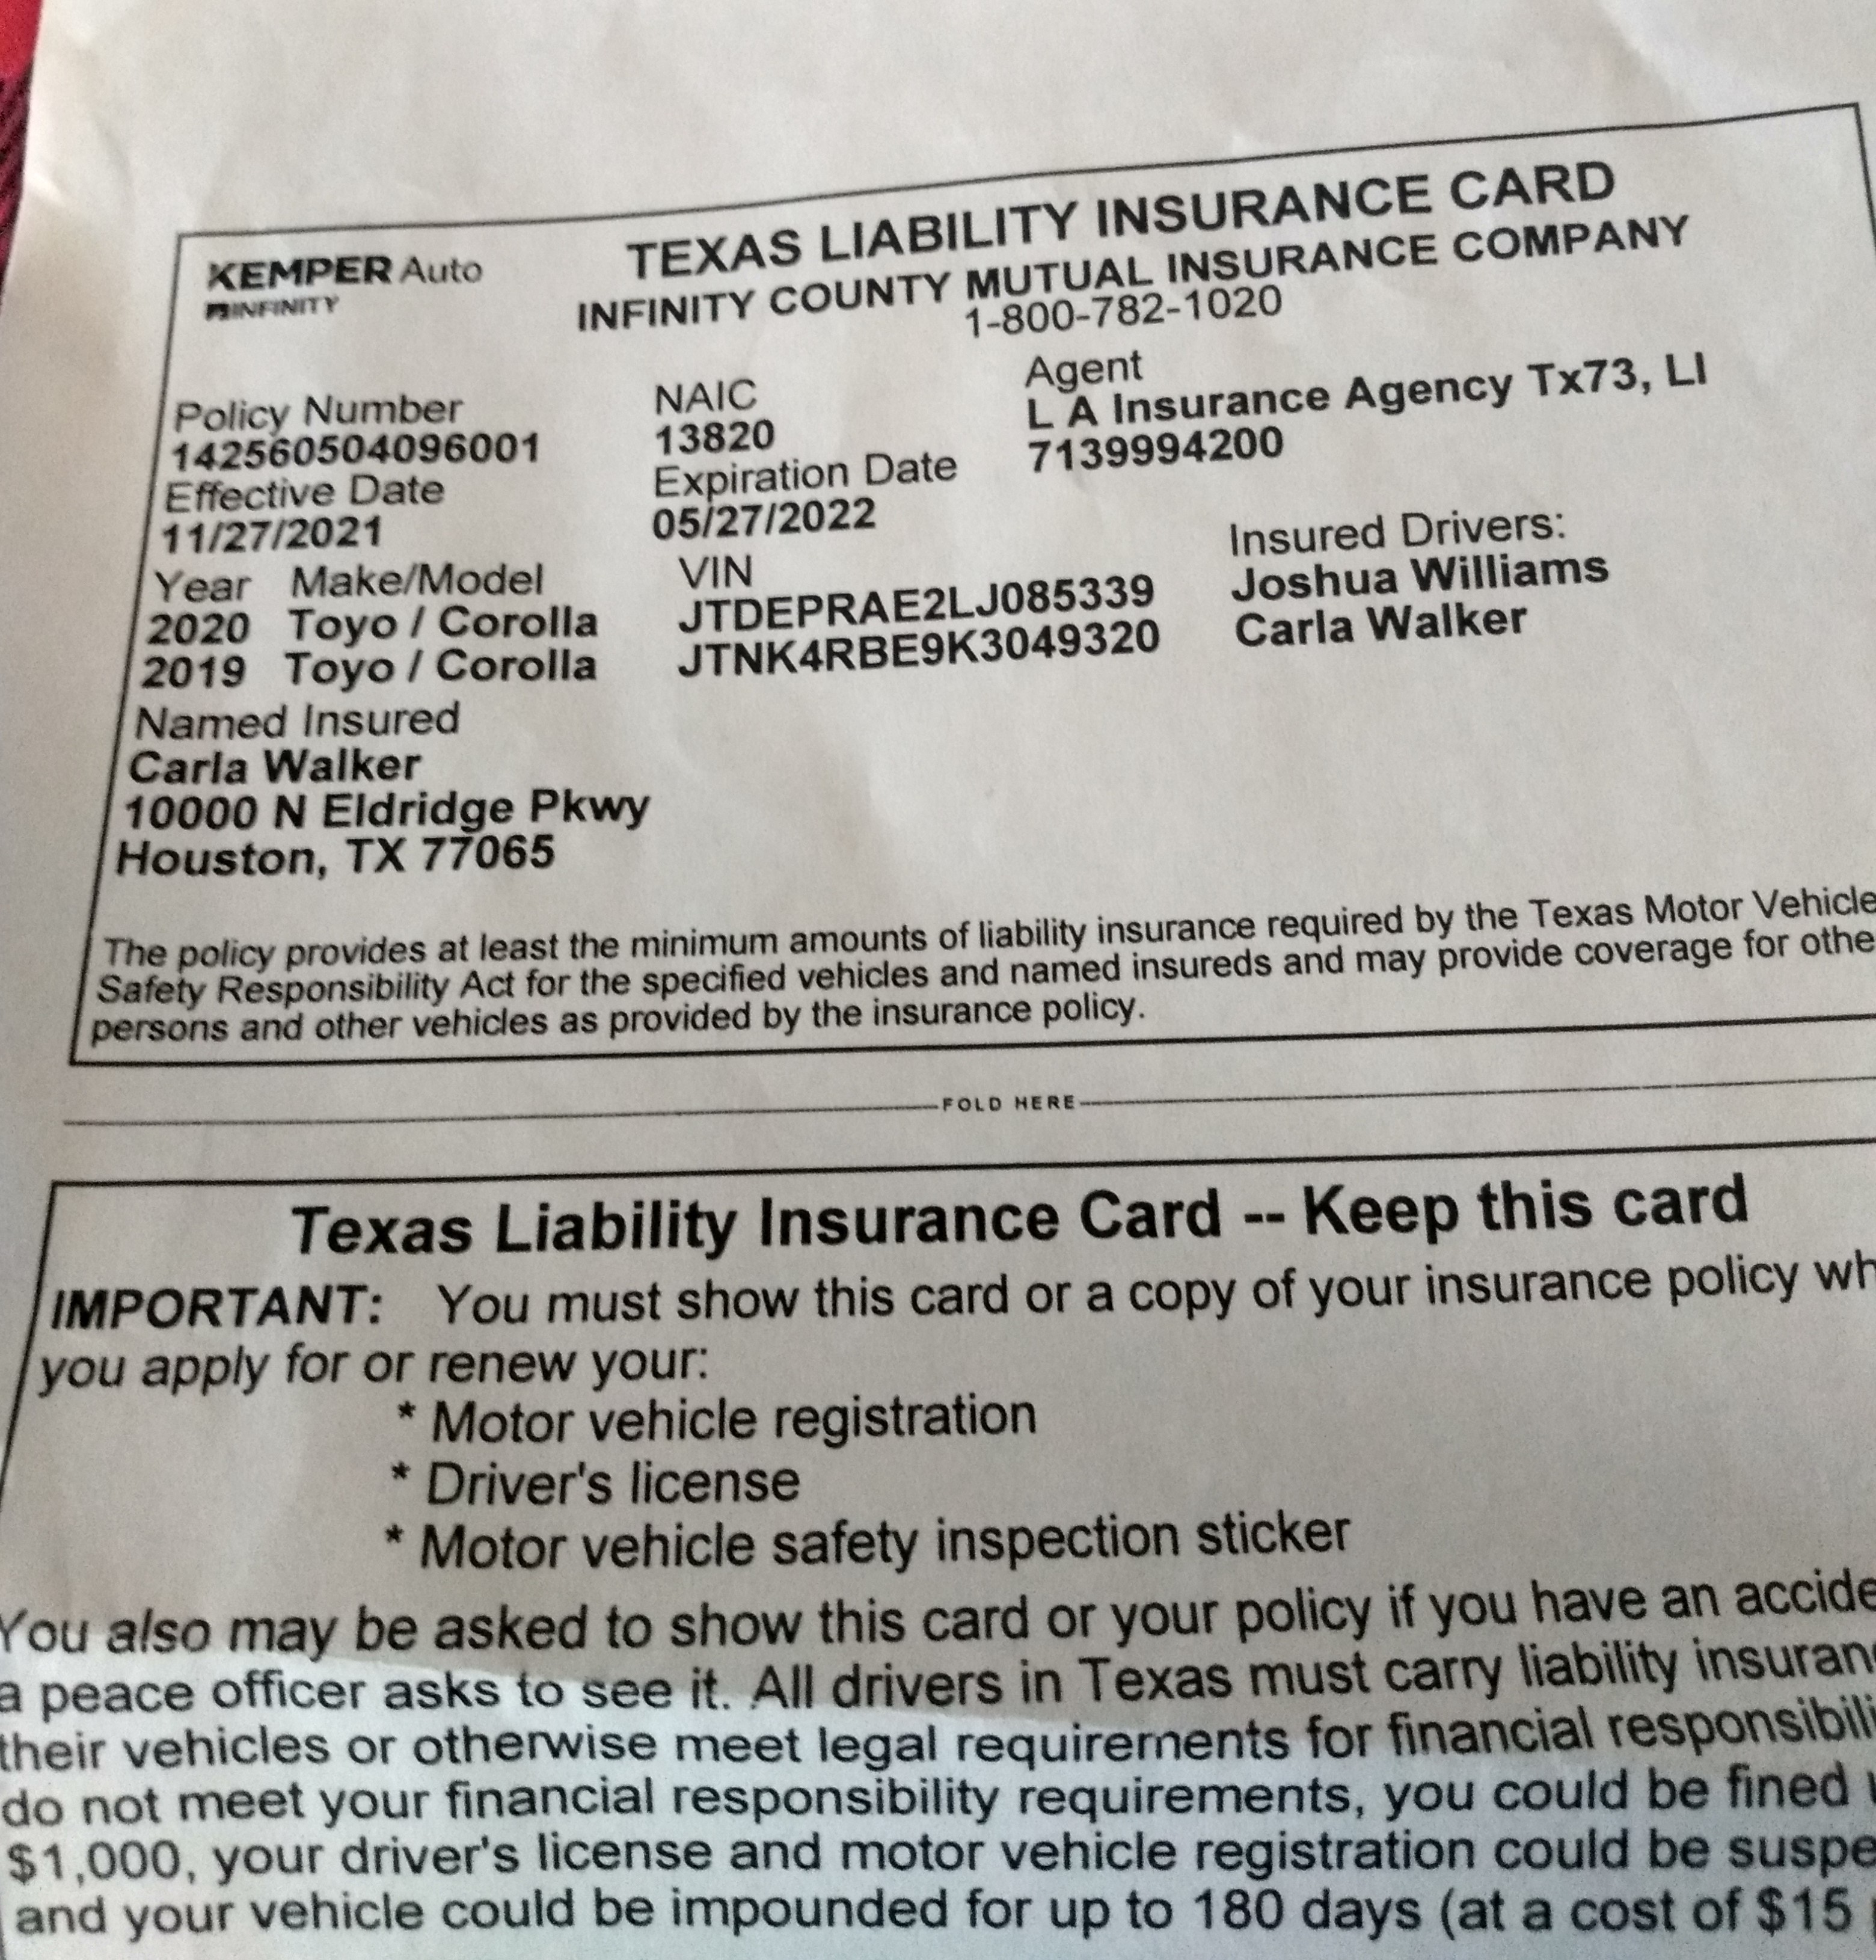 KEMPER Auto
INFINITY
TEXAS LIABILITY INSURANCE CARD
INFINITY COUNTY MUTUAL INSURANCE COMPANY
1-800-782-1020
Policy Number
142560504096001
NAIC
13820
Agent
L A Insurance Agency Tx73, Ll
7139994200
Effective Date
11/27/2021
Expiration Date
05/27/2022
Year Make/Model VIN
2020 Toyo / Corolla JTDEPRAE2LJ085339
2019 Toyo / Corolla JTNK4RBE9K3049320
Insured Drivers:
Joshua Williams
Carla Walker
Named Insured
Carla Walker
10000 N Eldridge Pkwy
Houston, TX 77065
The policy provides at least the minimum amounts of liability insurance required by the Texas Motor Vehicle
Safety Responsibility Act for the specified vehicles and named insureds and may provide coverage for othe
persons and other vehicles as provided by the insurance policy.
FOLD HERE
Texas Liability Insurance Card -- Keep this card
IMPORTANT: You must show this card or a copy of your insurance policy wh
you apply for or renew your:
* Motor vehicle registration
* Driver's license
* Motor vehicle safety inspection sticker
You also may be asked to show this card or your policy if you have an accide
a peace officer asks to see it. All drivers in Texas must carry liability insuran
their vehicles or otherwise meet legal requirements for financial responsibili
do not meet your financial responsibility requirements, you could be fined
$1,000, your driver's license and motor vehicle registration could be suspe
and your vehicle could be impounded for up to 180 days (at a cost of $15